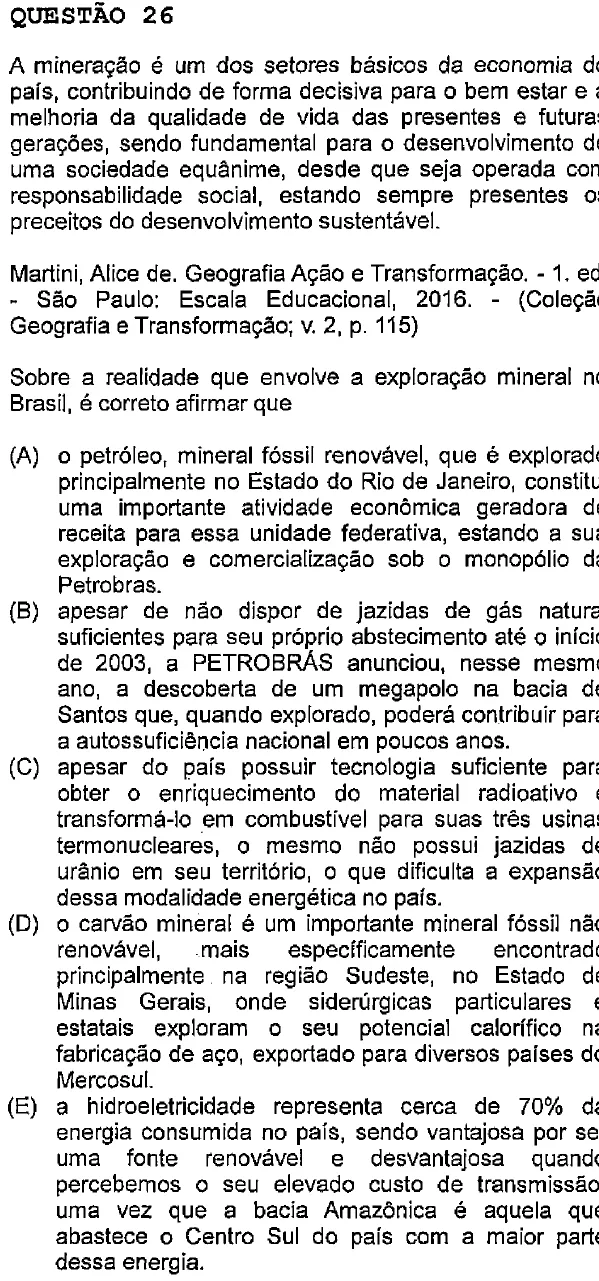 QUESTÃO 26
A mineração é um dos setores básicos da economia d
país, contribuindo de forma decisiva para o bem estar e
melhoria da qualidade de vida das presentes e futura
gerações, sendo fundamental para o desenvolvimento d
uma sociedade equânime, desde que seja operada con
responsabilidade social, estando sempre presentes o
preceitos do desenvolvimento sustentável.
Martini, Alice de. Geografia Ação e Transformação. - 1. ed
- São Paulo: Escala Educacional, 2016. - (Coleçã
Geografia e Transformação; v. 2, p. 115)
Sobre a realidade que envolve a exploração mineral n
Brasil, é correto afirmar que
(A) o petróleo, mineral fóssil renovável, que é explorad
principalmente no Estado do Rio de Janeiro, constitu
uma importante atividade econômica geradora d
receita para essa unidade federativa, estando a su
exploração e comercialização sob o monopólio d
Petrobras.
(B) apesar de não dispor de jazidas de gás natura
suficientes para seu próprio abastecimento até o iníci
de 2003, a PETROBRÁS anunciou, nesse mesm
ano, a descoberta de um megapolo na bacia d
Santos que, quando explorado, poderá contribuir par
a autossuficiência nacional em poucos anos.
(C) apesar do país possuir tecnologia suficiente par
obter o enriquecimento do material radioativo
transformá-lo em combustível para suas três usina
termonucleares, o mesmo não possui jazidas d
urânio em seu território, o que dificulta a expansã
dessa modalidade energética no país.
(D) o carvão mineral é um importante mineral fóssil nã
renovável, mais especificamente encontrad
principalmente na região Sudeste, no Estado d
Minas Gerais, onde siderúrgicas particulares
estatais exploram o seu potencial calorífico n
fabricação de aço, exportado para diversos países d
Mercosul.
(E) a hidroeletricidade representa cerca de 70% d
energia consumida no país, sendo vantajosa por se
uma fonte renovável e desvantajosa quand
percebemos o seu elevado custo de transmissão
uma vez que a bacia Amazônica é aquela qu
abastece o Centro Sul do país com a maior part
dessa energia.